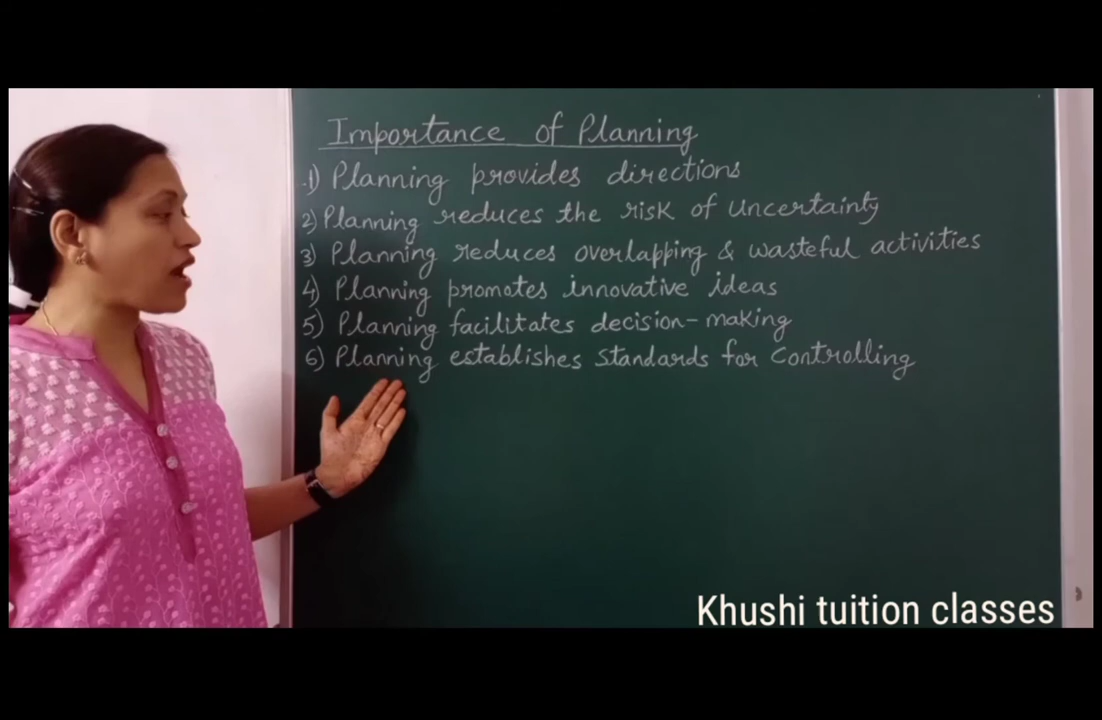 Importance of Planning
1) Planning provides directions
2) Planning reduces the risk of uncertainty
3) Planning reduces overlapping & wasteful activities
4) Planning promotes innovative ideas
5) Planning facilitates decision-making
6) Planning establishes standards for controlling
Khushi tuition classes